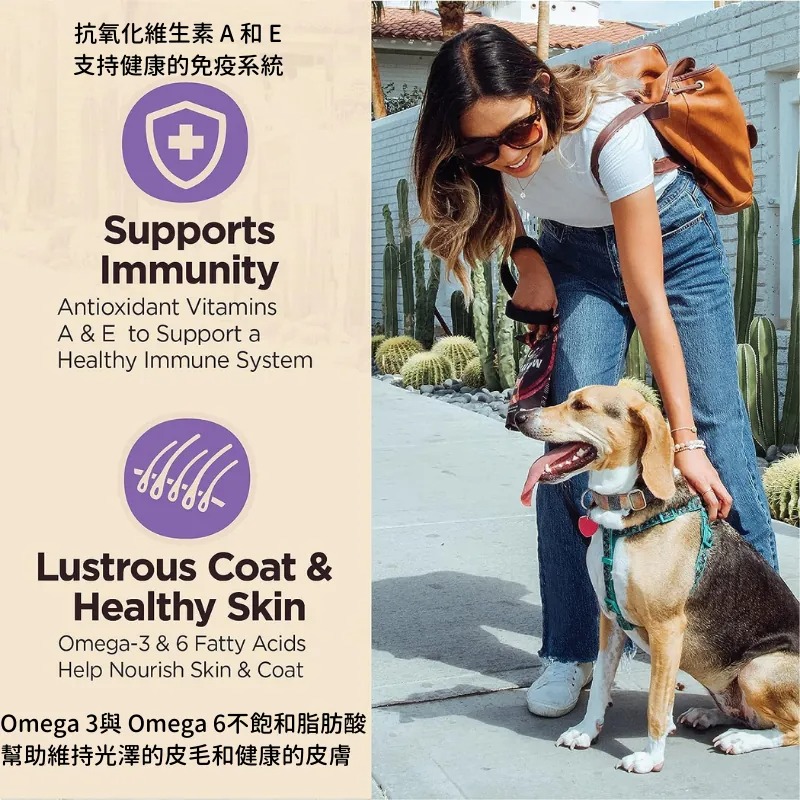 抗氧化維生素 A 和 E
支持健康的免疫系統
Supports
Immunity
Antioxidant Vitamins
A & E to Support a
Healthy Immune System
Lustrous Coat &
Healthy Skin
Omega-3 & 6 Fatty Acids
Help Nourish Skin & Coat
Omega 3與 Omega 6不飽和脂肪酸
幫助維持光澤的皮毛和健康的皮膚